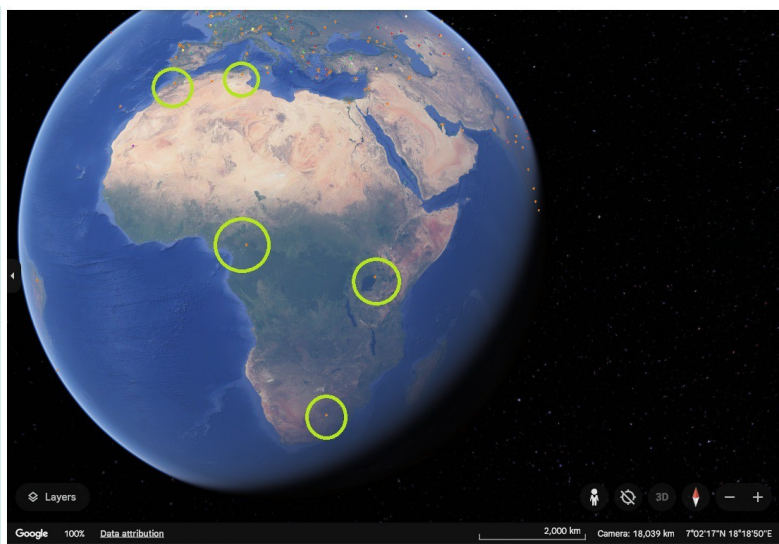 Layers
3D
2,000 km
Google 100% Data attribution Camera: 18,039 km 7°02'17"N 18°18'50"E